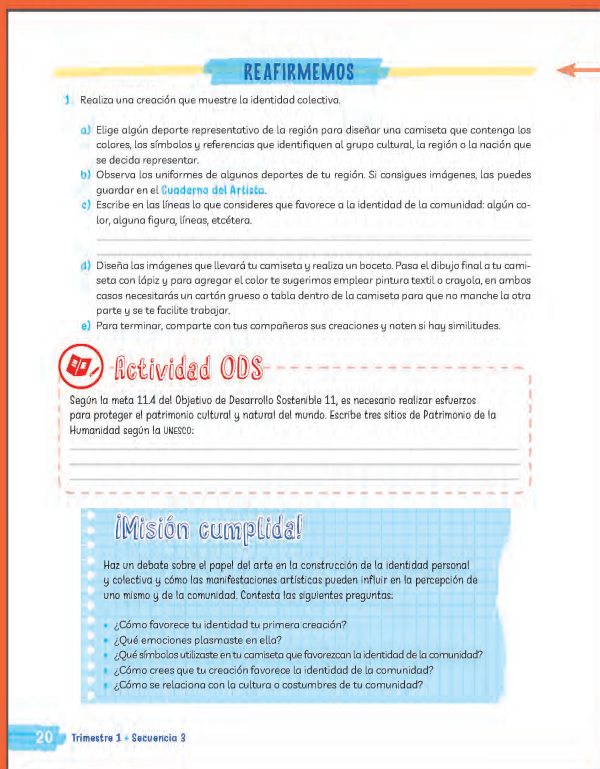 REAFIRMEMOS
1. Realiza una creación que muestre la identidad colectiva.
a) Elige algún deporte representativo de la región para diseñar una camiseta que contenga los
colores, los símbolos y referencias que identifiquen al grupo cultural, la región o la nación que
se decida representar.
b) Observa los uniformes de algunos deportes de tu región. Si consigues imágenes, las puedes
guardar en el Cuaderno del Artista.
c) Escribe en las líneas lo que consideres que favorece a la identidad de la comunidad: algún co-
lor, alguna figura, líneas, etcétera.
d) Diseña las imágenes que llevará tu camiseta y realiza un boceto. Pasa el dibujo final a tu cami-
seta con lápiz y para agregar el color te sugerimos emplear pintura textil o crayola, en ambos
casos necesitarás un cartón grueso o tabla dentro de la camiseta para que no manche la otra
parte y se te facilite trabajar.
e) Para terminar, comparte con tus compañeros sus creaciones y noten si hay similitudes.
Actividad ODS
Según la meta 11.4 del Objetivo de Desarrollo Sostenible 11, es necesario realizar esfuerzos
para proteger el patrimonio cultural y natural del mundo. Escribe tres sitios de Patrimonio de la
Humanidad según la UNESCO:
¡Misión cumplida!
Haz un debate sobre el papel del arte en la construcción de la identidad personal
y colectiva y cómo las manifestaciones artísticas pueden influir en la percepción de
uno mismo y de la comunidad. Contesta las siguientes preguntas:
• ¿Cómo favorece tu identidad tu primera creación?
• ¿Qué emociones plasmaste en ella?
• ¿Qué símbolos utilizaste en tu camiseta que favorezcan la identidad de la comunidad?
• ¿Cómo crees que tu creación favorece la identidad de la comunidad?
• ¿Cómo se relaciona con la cultura o costumbres de tu comunidad?
20 Trimestre 1 • Secuencia 3